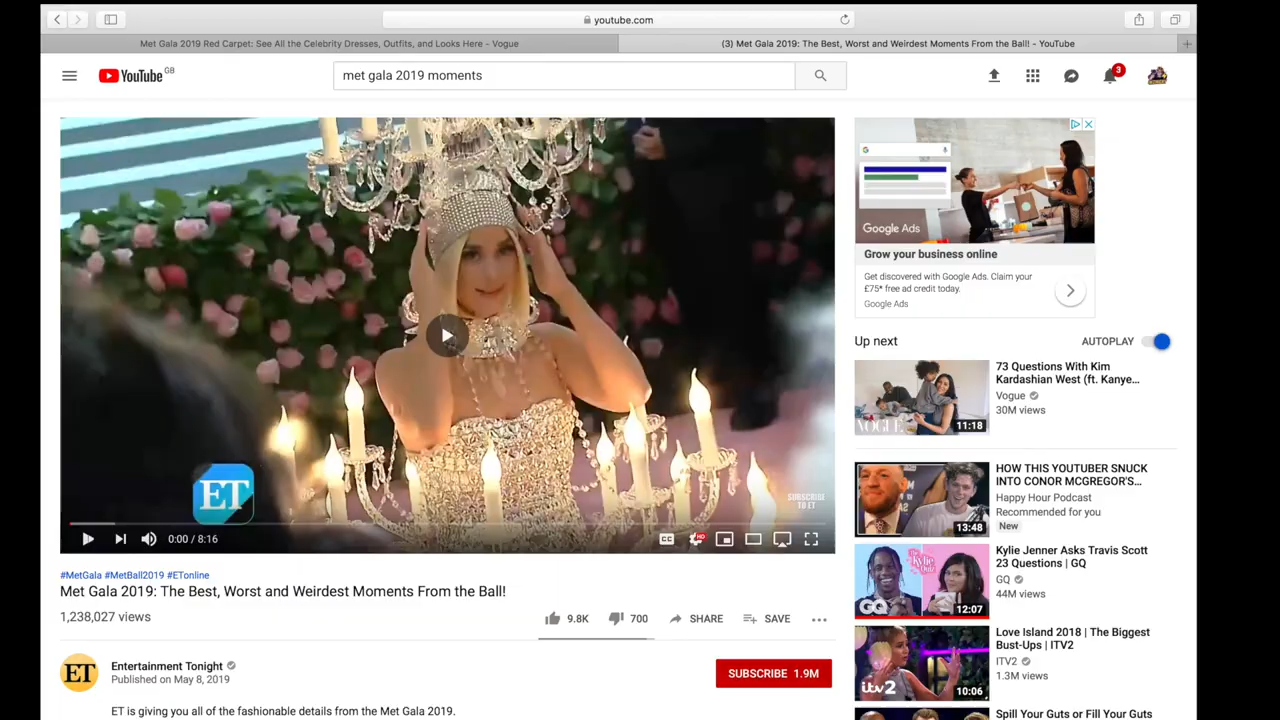 youtube.com
Met Gala 2019 Red Carpet: See All the Celebrity Dresses, Outfits, and Looks Here - Vogue
(3) Met Gala 2019: The Best, Worst and Weirdest Moments From the Ball! - YouTube
YouTube GB
met gala 2019 moments
3
Google Ads
Grow your business online
Get discovered with Google Ads. Claim your
£75* free ad credit today.
Google Ads
Up next
AUTOPLAY
73 Questions With Kim
Kardashian West (ft. Kanye...
Vogue
30M views
VOGUE
11:18
HOW THIS YOUTUBER SNUCK
INTO CONOR MCGREGOR'S...
Happy Hour Podcast
Recommended for you
New
13:48
Kylie Jenner Asks Travis Scott
23 Questions | GQ
GQ
44M views
The Kylie Quiz
GQ
12:07
Love Island 2018 | The Biggest
Bust-Ups | ITV2
ITV2
1.3M views
itv2
10:06
Spill Your Guts or Fill Your Guts
ET
SUBSCRIBE
TO ET
0:00 / 8:16
CC
HD
#MetGala #MetBall2019 #ETonline
Met Gala 2019: The Best, Worst and Weirdest Moments From the Ball!
1,238,027 views
9.8K
700
SHARE
SAVE
ET
Entertainment Tonight
Published on May 8, 2019
SUBSCRIBE 1.9M
ET is giving you all of the fashionable details from the Met Gala 2019.